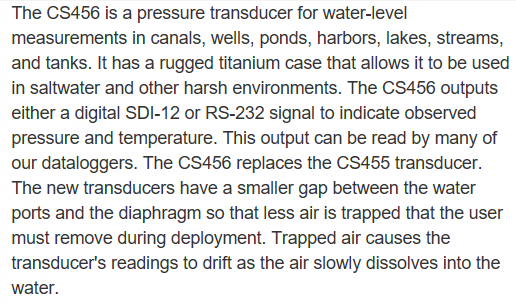 The CS456 is a pressure transducer for water-level
measurements in canals, wells, ponds, harbors, lakes, streams,
and tanks. It has a rugged titanium case that allows it to be used
in saltwater and other harsh environments. The CS456 outputs
either a digital SDI-12 or RS-232 signal to indicate observed
pressure and temperature. This output can be read by many of
our dataloggers. The CS456 replaces the CS455 transducer.
The new transducers have a smaller gap between the water
ports and the diaphragm so that less air is trapped that the user
must remove during deployment. Trapped air causes the
transducer's readings to drift as the air slowly dissolves into the
water.